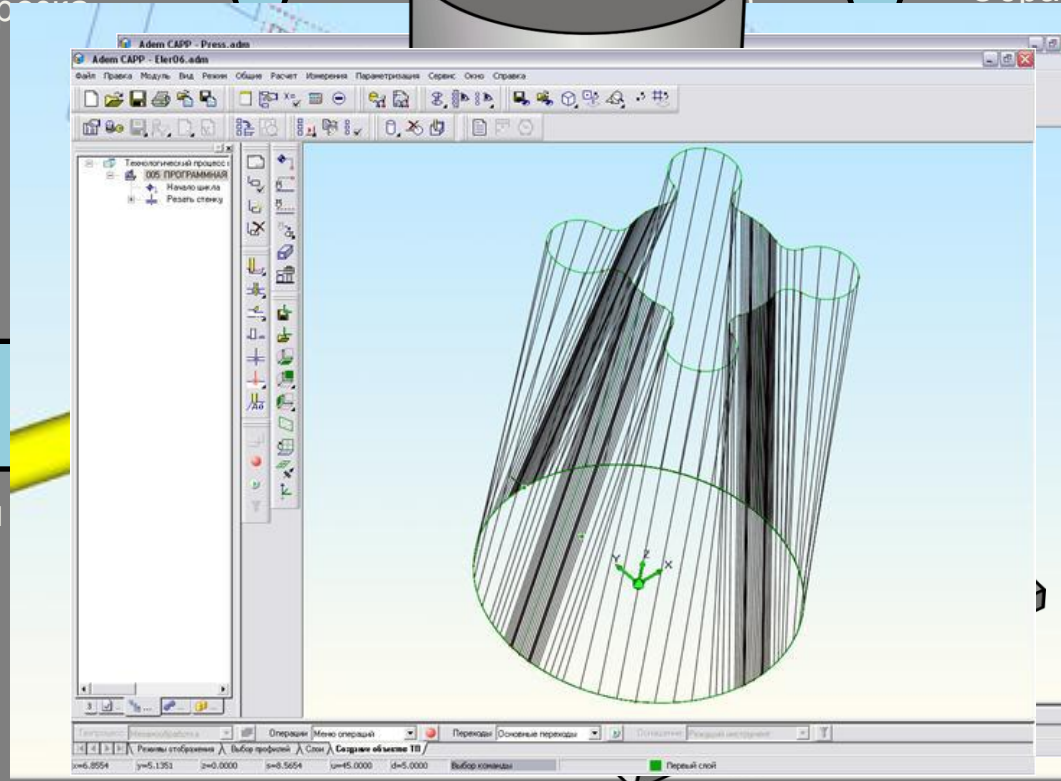 Adem CAPP - Press.adm
Adem CAPP - Eler06.adm
Файл Правка Модуль Вид Режим Общие Расчет Измерения Параметризация Сервис Окно Справка
Технологический процесс
005 ПРОГРАММНАЯ
Начало цикла
Резать стенку
Y Z X
Операции Меню операций Переходы Основные переходы
Режимы отображения Выбор профилей Слои Создание объектов ТП
x=6.8554 y=5.1351 z=0.0000 s=8.5654 u=45.0000 d=5.0000 Выбор команды Первый слой